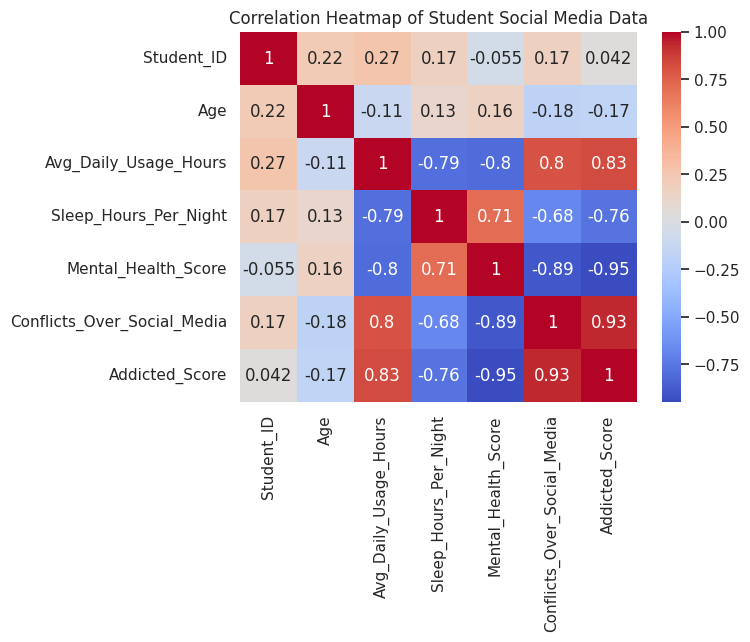 Correlation Heatmap of Student Social Media Data
Student_ID 1 0.22 0.27 0.17 -0.055 0.17 0.042
Age 0.22 1 -0.11 0.13 0.16 -0.18 -0.17
Avg_Daily_Usage_Hours 0.27 -0.11 1 -0.79 -0.8 0.8 0.83
Sleep_Hours_Per_Night 0.17 0.13 -0.79 1 0.71 -0.68 -0.76
Mental_Health_Score -0.055 0.16 -0.8 0.71 1 -0.89 -0.95
Conflicts_Over_Social_Media 0.17 -0.18 0.8 -0.68 -0.89 1 0.93
Addicted_Score 0.042 -0.17 0.83 -0.76 -0.95 0.93 1
Student_ID
Age
Avg_Daily_Usage_Hours
Sleep_Hours_Per_Night
Mental_Health_Score
Conflicts_Over_Social_Media
Addicted_Score
1.00
0.75
0.50
0.25
0.00
−0.25
−0.50
−0.75